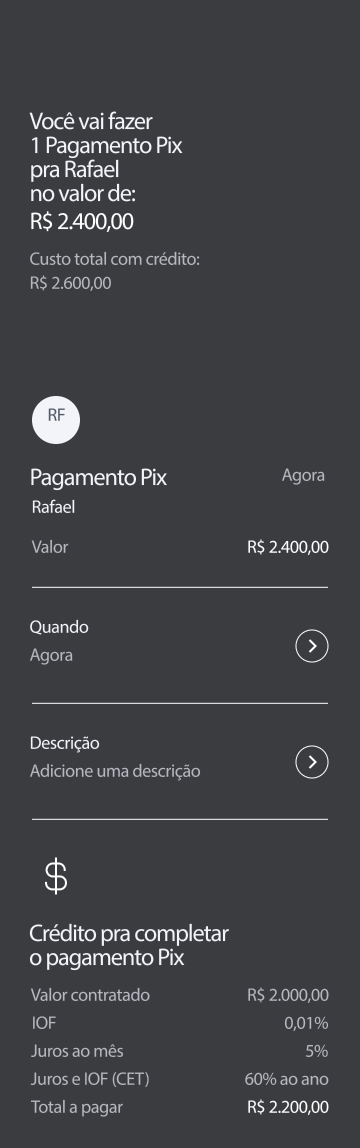 Você vai fazer
1 Pagamento Pix
pra Rafael
no valor de:
R$ 2.400,00
Custo total com crédito:
R$ 2.600,00
RF
Pagamento Pix Agora
Rafael
Valor R$ 2.400,00
Quando
Agora
Descrição
Adicione uma descrição
$
Crédito pra completar
o pagamento Pix
Valor contratado R$ 2.000,00
IOF 0,01%
Juros ao mês 5%
Juros e IOF (CET) 60% ao ano
Total a pagar R$ 2.200,00